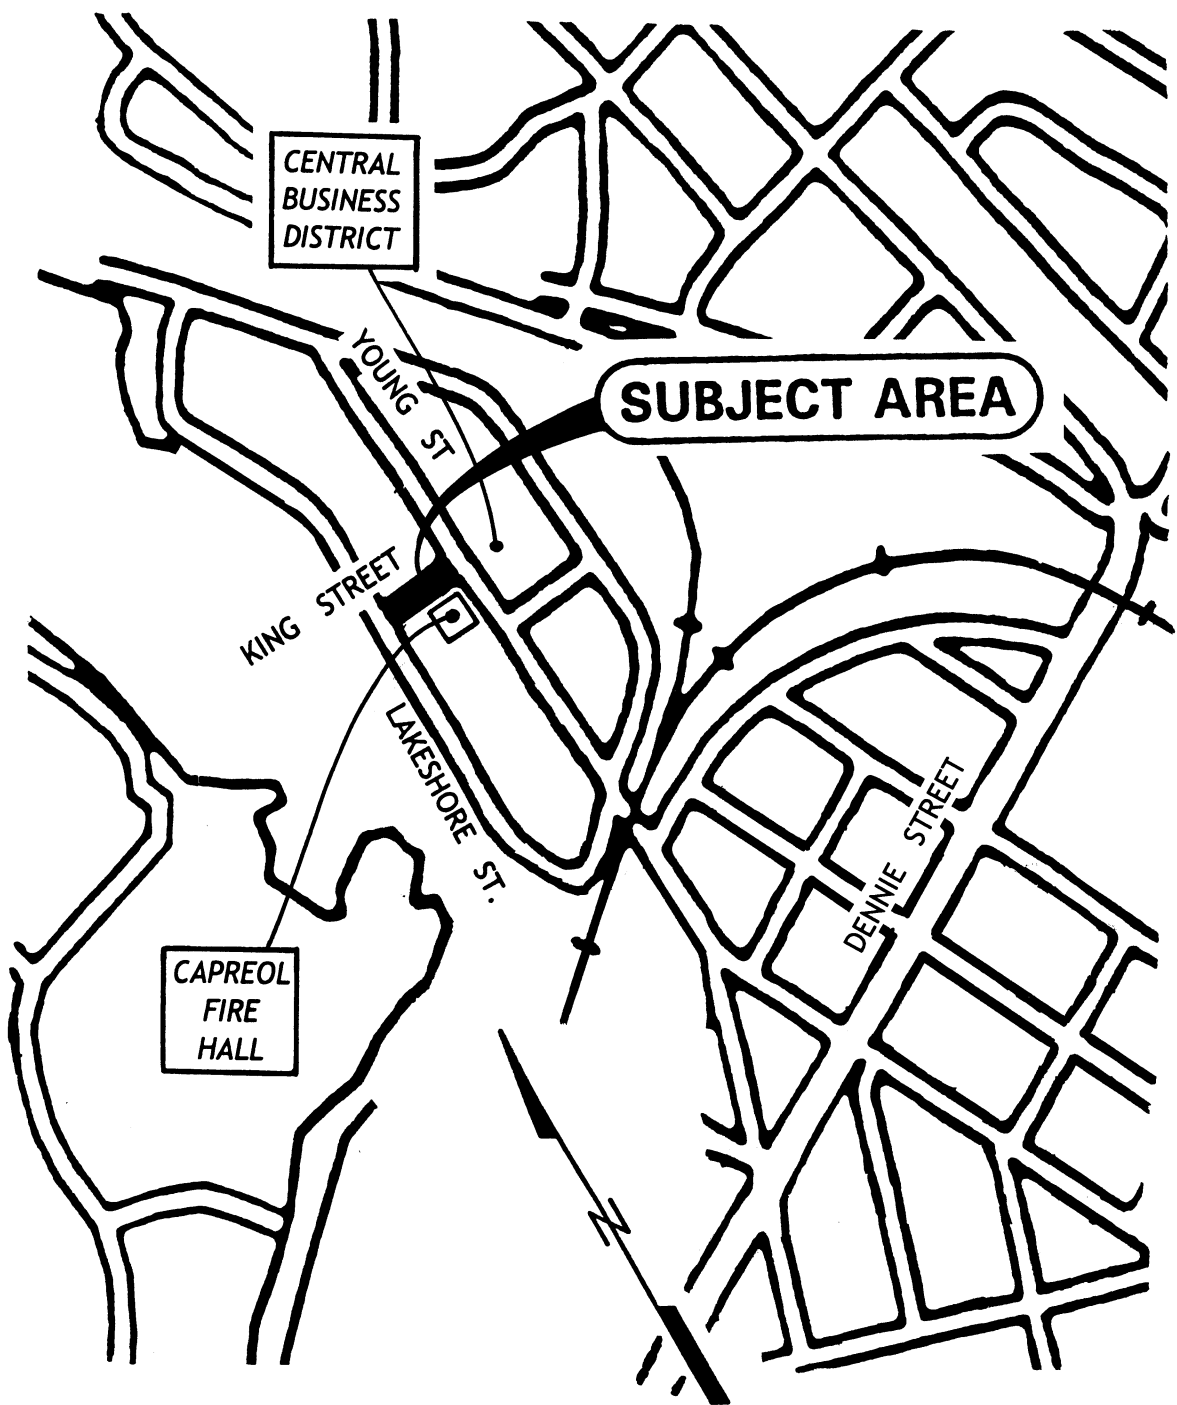 CENTRAL
BUSINESS
DISTRICT
YOUNG ST
SUBJECT AREA
KING STREET
LAKESHORE ST.
DENNIE STREET
CAPREOL
FIRE
HALL
N